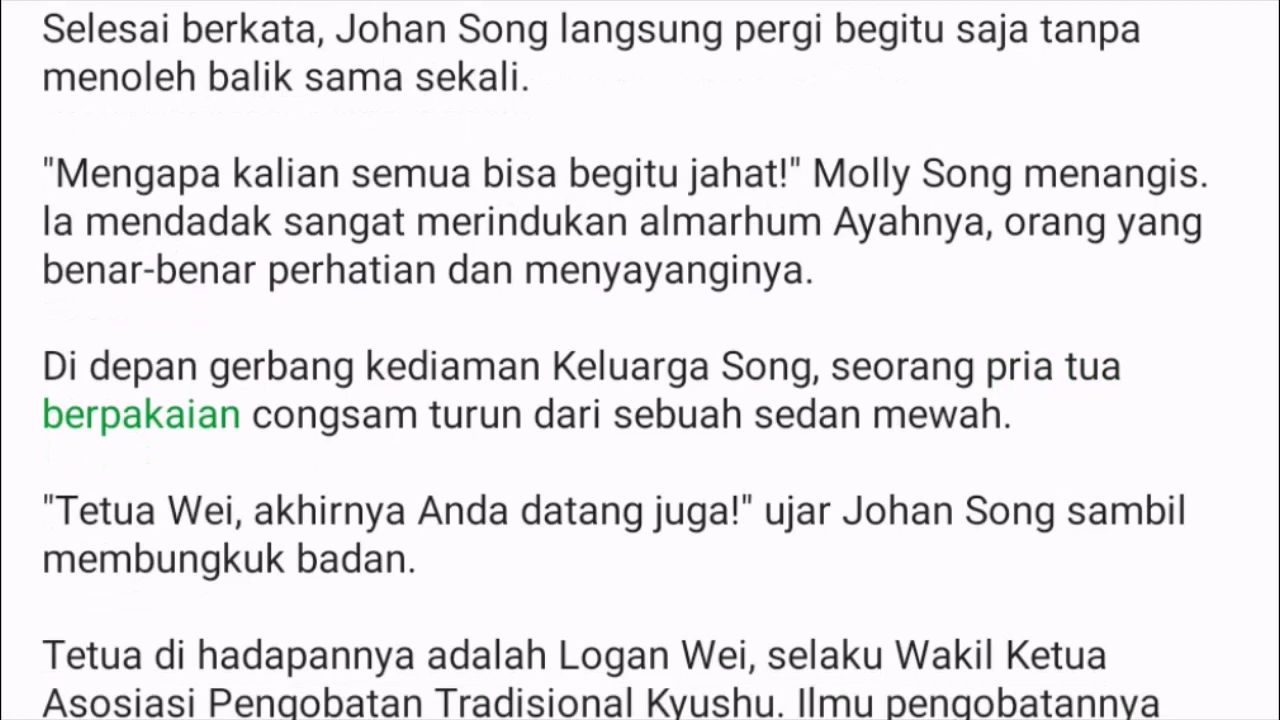 Selesai berkata, Johan Song langsung pergi begitu saja tanpa
menoleh balik sama sekali.
"Mengapa kalian semua bisa begitu jahat!" Molly Song menangis.
Ia mendadak sangat merindukan almarhum Ayahnya, orang yang
benar-benar perhatian dan menyayanginya.
Di depan gerbang kediaman Keluarga Song, seorang pria tua
berpakaian congsam turun dari sebuah sedan mewah.
"Tetua Wei, akhirnya Anda datang juga!" ujar Johan Song sambil
membungkuk badan.
Tetua di hadapannya adalah Logan Wei, selaku Wakil Ketua
Asosiasi Pengobatan Tradisional Kyushu. Ilmu pengobatannya